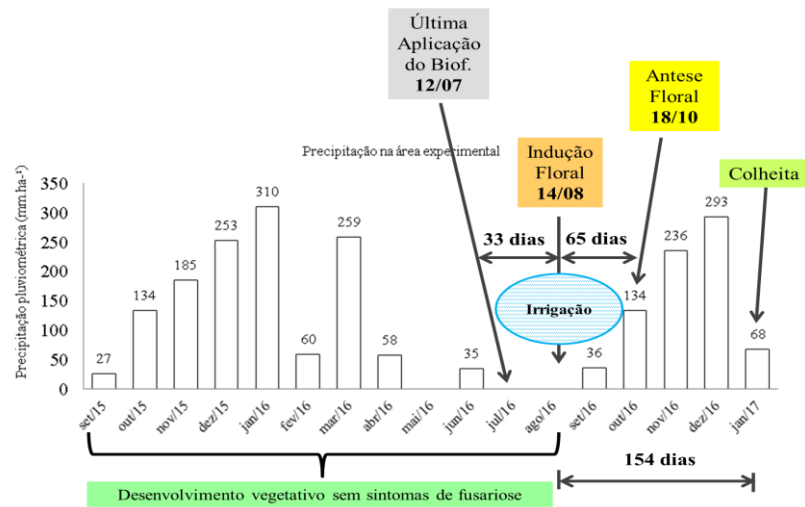 Última
Aplicação
do Biof.
12/07
Antese
Floral
18/10
Precipitação na área experimental
Indução
Floral
14/08
Colheita
Precipitação pluviométrica (mm.ha-¹)
350
300
250
200
150
100
50
0
27
134
185
253
310
60
259
58
35
36
134
236
293
68
33 dias
65 dias
Irrigação
set/15
out/15
nov/15
dez/15
jan/16
fev/16
mar/16
abr/16
mai/16
jun/16
jul/16
ago/16
set/16
out/16
nov/16
dez/16
jan/17
154 dias
Desenvolvimento vegetativo sem sintomas de fusariose